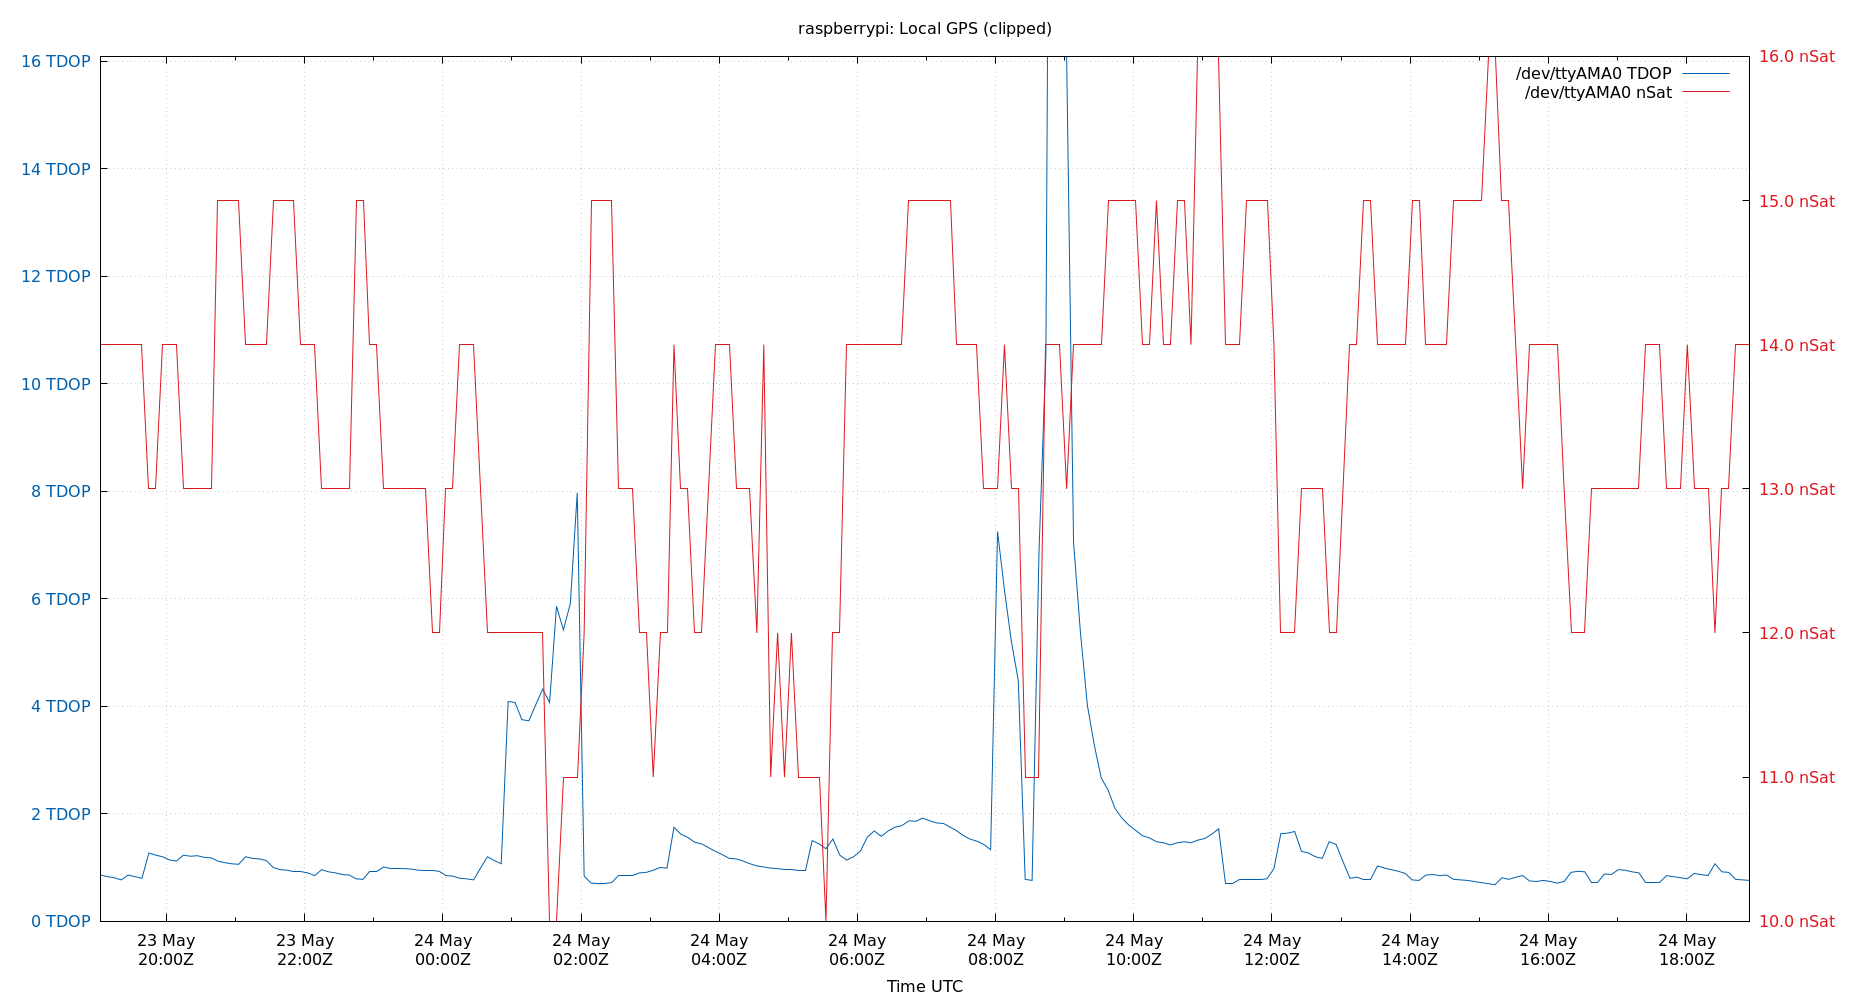 raspberrypi: Local GPS (clipped)
16 TDOP
14 TDOP
12 TDOP
10 TDOP
8 TDOP
6 TDOP
4 TDOP
2 TDOP
0 TDOP
16.0 nSat
15.0 nSat
14.0 nSat
13.0 nSat
12.0 nSat
11.0 nSat
10.0 nSat
/dev/ttyAMA0 TDOP
/dev/ttyAMA0 nSat
23 May
20:00Z
23 May
22:00Z
24 May
00:00Z
24 May
02:00Z
24 May
04:00Z
24 May
06:00Z
24 May
08:00Z
24 May
10:00Z
24 May
12:00Z
24 May
14:00Z
24 May
16:00Z
24 May
18:00Z
Time UTC